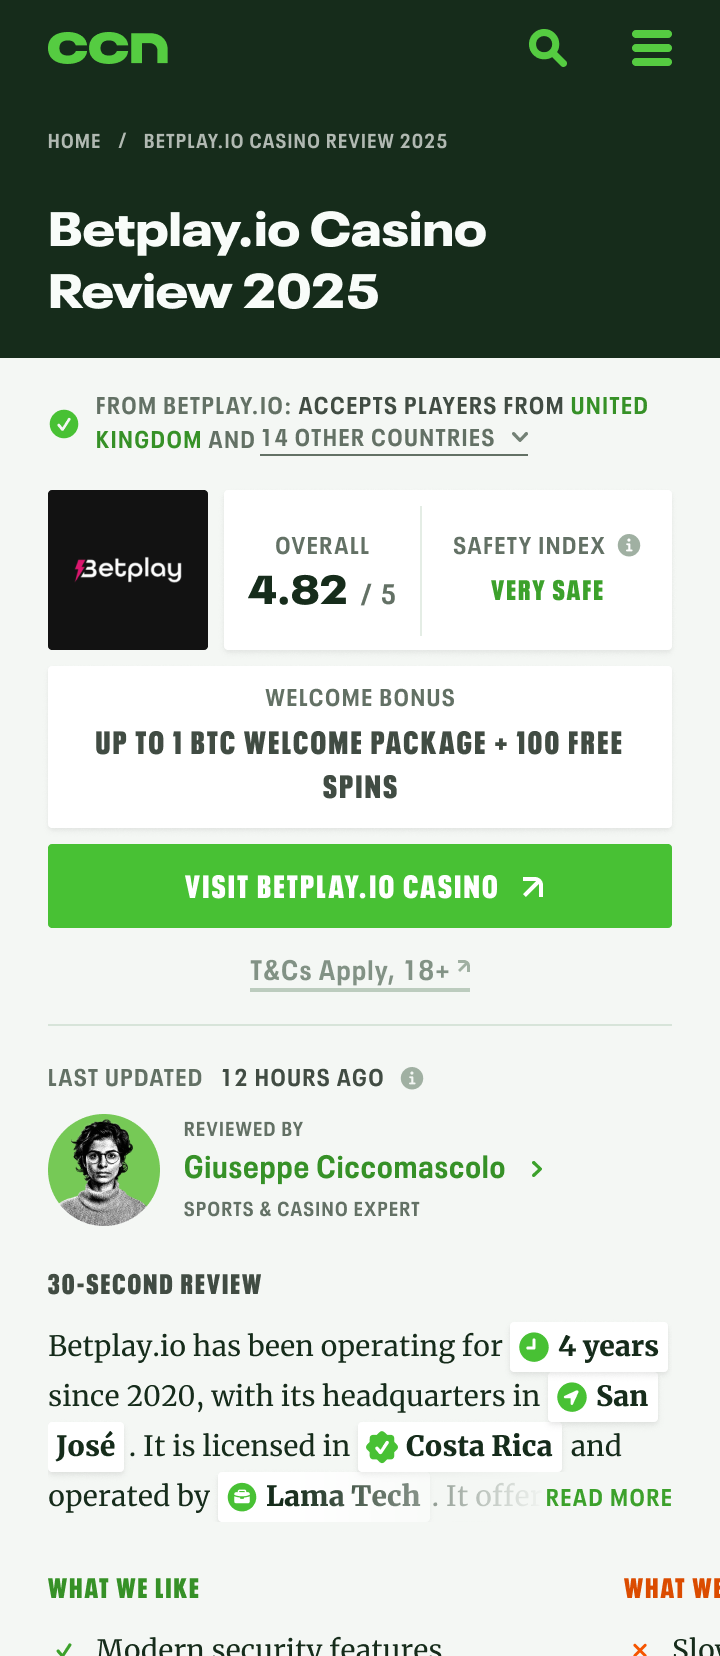 ccn
HOME / BETPLAY.IO CASINO REVIEW 2025
Betplay.io Casino
Review 2025
FROM BETPLAY.IO: ACCEPTS PLAYERS FROM UNITED
KINGDOM AND 14 OTHER COUNTRIES
Betplay
OVERALL
4.82 / 5
SAFETY INDEX
VERY SAFE
WELCOME BONUS
UP TO 1 BTC WELCOME PACKAGE + 100 FREE
SPINS
VISIT BETPLAY.IO CASINO
T&Cs Apply, 18+
LAST UPDATED 12 HOURS AGO
REVIEWED BY
Giuseppe Ciccomascolo
SPORTS & CASINO EXPERT
30-SECOND REVIEW
Betplay.io has been operating for 4 years
since 2020, with its headquarters in San
José . It is licensed in Costa Rica and
operated by Lama Tech . It offer READ MORE
WHAT WE LIKE
WHAT WE
Modern security features
Slov